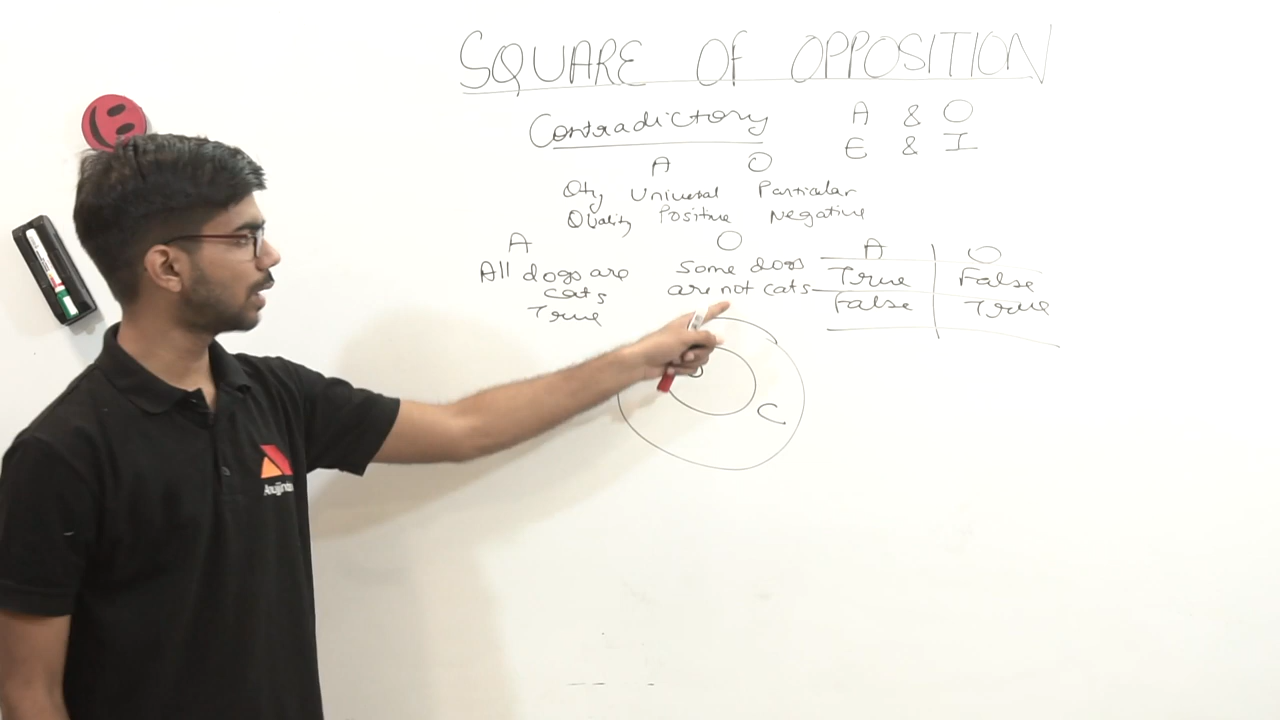 SQUARE OF OPPOSITION
Contradictory A & O
E & I
A O
Qty Universal Particular
Quality Positive Negative
A O A O
All dogs are cats
True
Some dogs are not cats
True False
False True
C